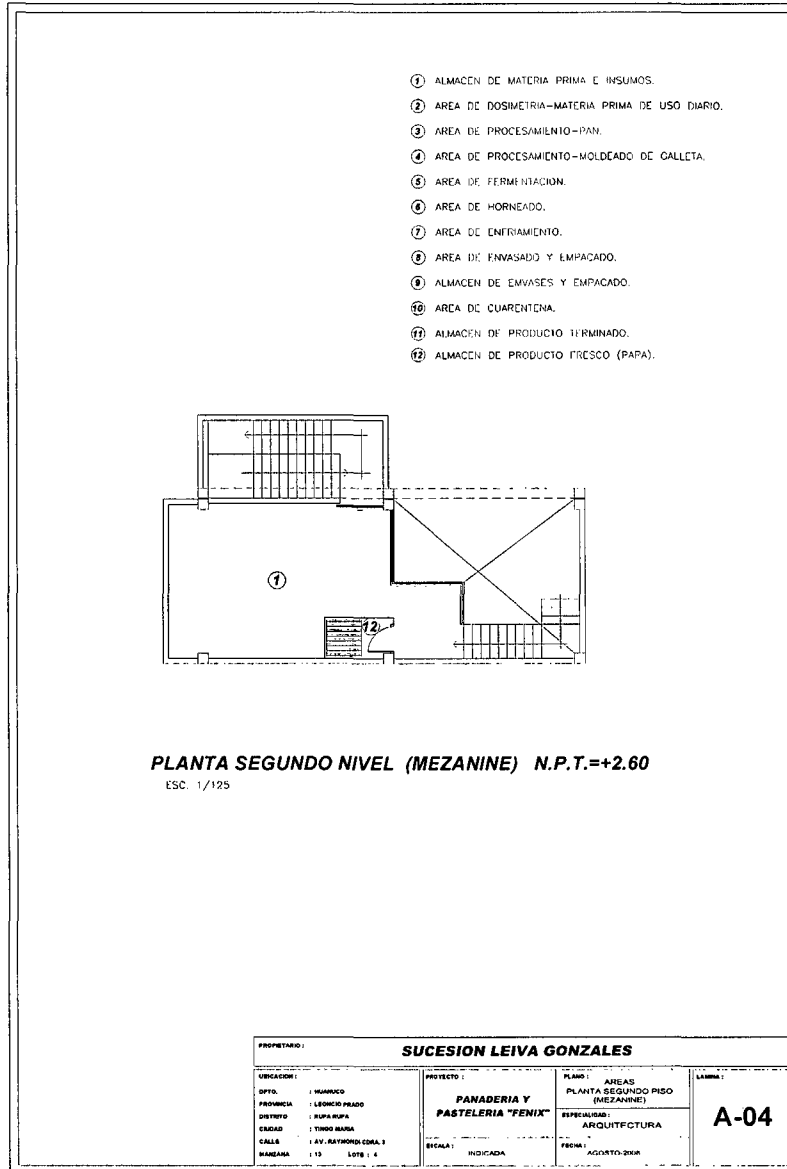 ① ALMACEN DE MATERIA PRIMA E INSUMOS.
② AREA DE DOSIMETRIA-MATERIA PRIMA DE USO DIARIO.
③ AREA DE PROCESAMIENTO-PAN.
④ AREA DE PROCESAMIENTO-MOLDEADO DE GALLETA.
⑤ AREA DE FERMENTACION.
⑥ AREA DE HORNEADO.
⑦ AREA DE ENFRIAMIENTO.
⑧ AREA DE ENVASADO Y EMPACADO.
⑨ ALMACEN DE EMVASES Y EMPACADO.
⑩ AREA DE CUARENTENA.
⑪ ALMACEN DE PRODUCTO TERMINADO.
⑫ ALMACEN DE PRODUCTO FRESCO (PAPA).
①
⑫
PLANTA SEGUNDO NIVEL (MEZANINE) N.P.T.=+2.60
ESC. 1/125
PROPIETARIO :
SUCESION LEIVA GONZALES
UBICACION :
DPTO. : HUANUCO
PROVINCIA : LEONCIO PRADO
DISTRITO : RUPA RUPA
CIUDAD : TINGO MARIA
CALLE : AV. RAYMONDI CDRA. 3
MANZANA : 13 LOTE : 4
PROYECTO :
PANADERIA Y
PASTELERIA "FENIX"
ESCALA :
INDICADA
PLANO :
AREAS
PLANTA SEGUNDO PISO
(MEZANINE)
ESPECIALIDAD :
ARQUITECTURA
FECHA :
AGOSTO-2008
LAMINA :
A-04